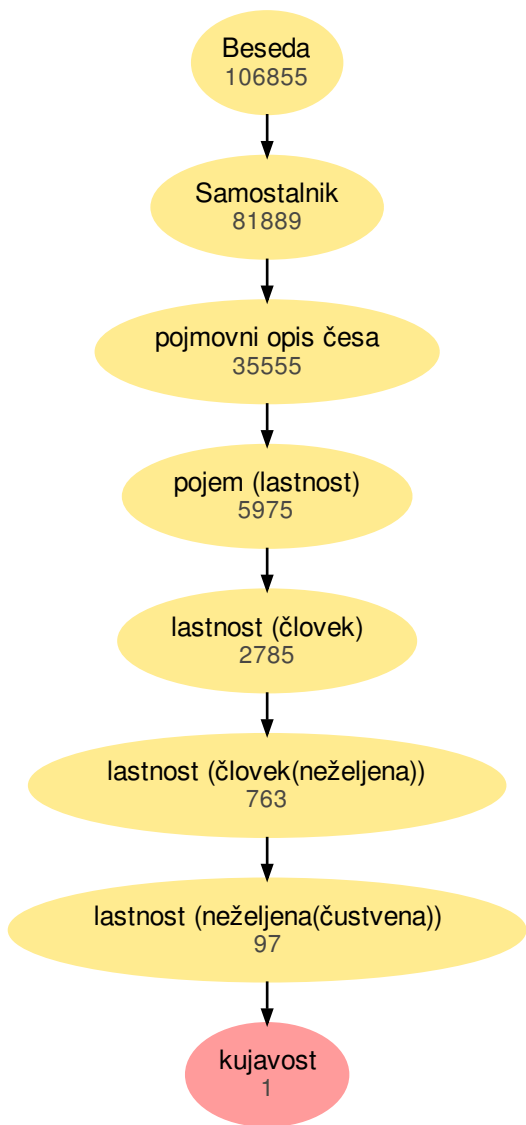 Beseda
106855
Samostalnik
81889
pojmovni opis česa
35555
pojem (lastnost)
5975
lastnost (človek)
2785
lastnost (človek(neželjena))
763
lastnost (neželjena(čustvena))
97
kujavost
1